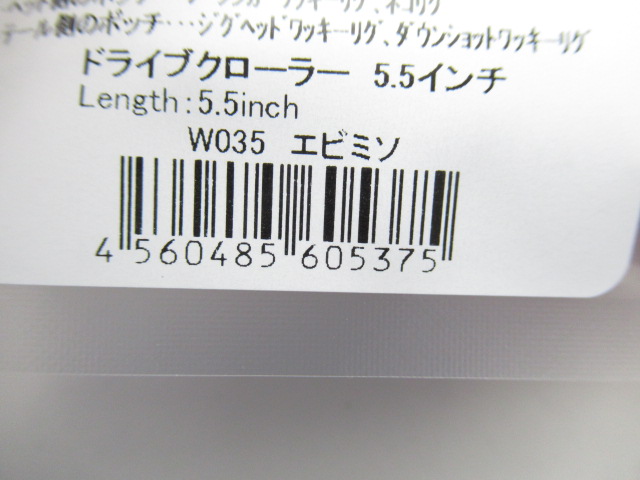 テール側のポッチ･･･ジグヘッドワッキーリグ、ダウンショットワッキーリグ
ドライブクローラー 5.5インチ
Length:5.5inch
W035 エビミソ
4 560485 605375